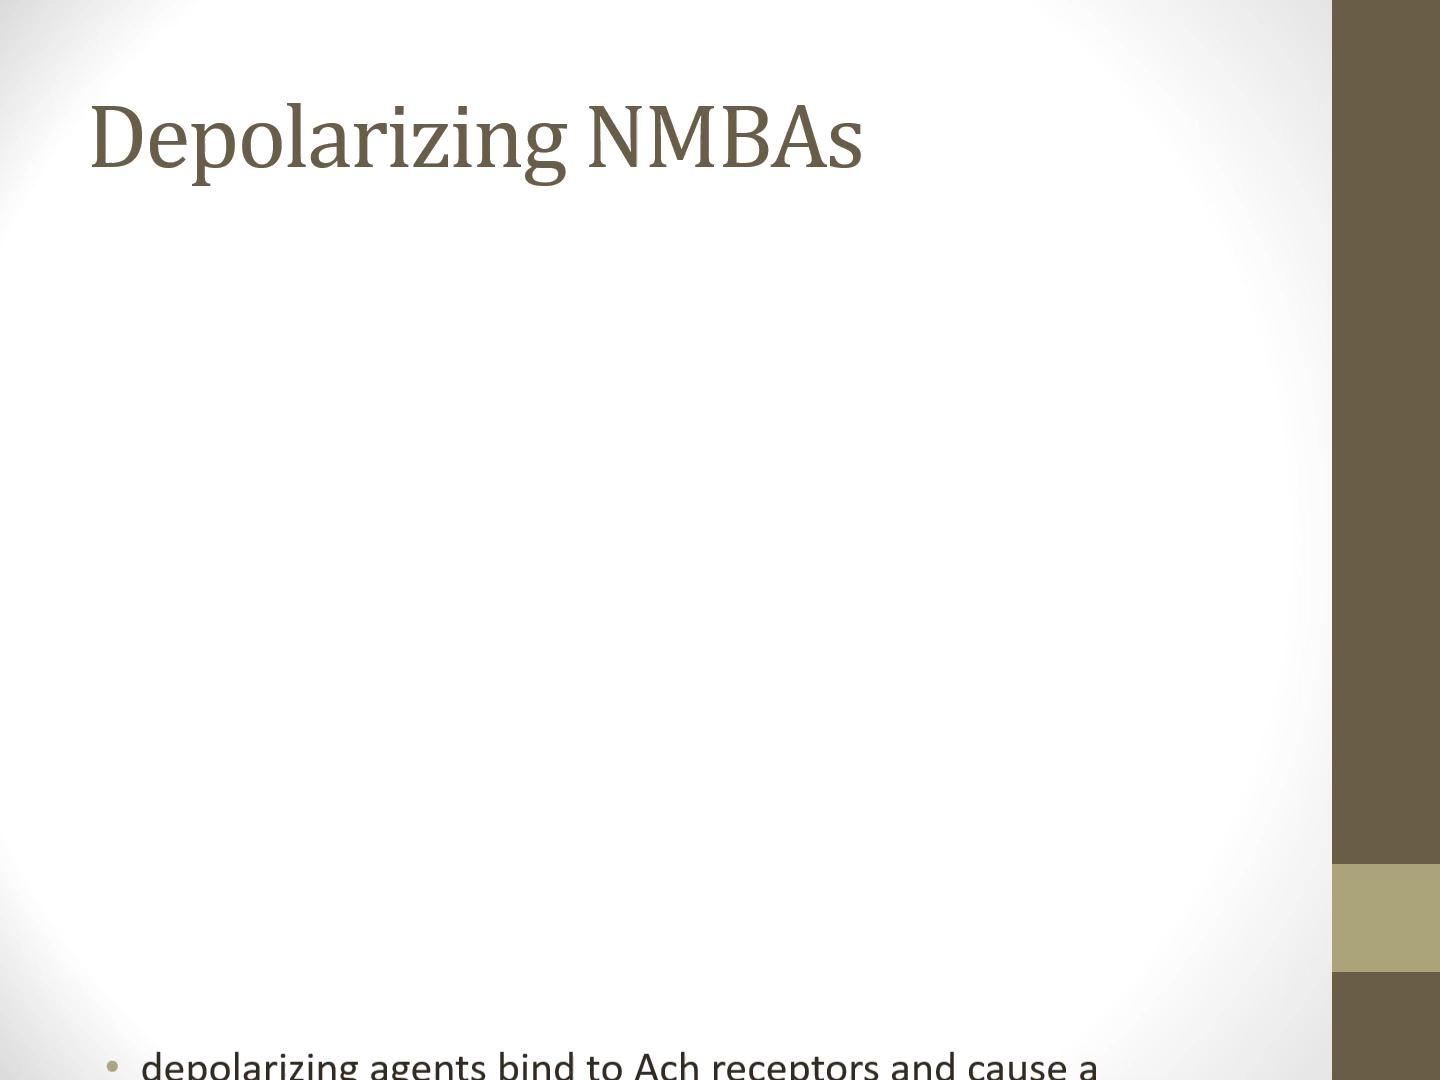 Depolarizing NMBAs
• depolarizing agents bind to Ach receptors and cause a